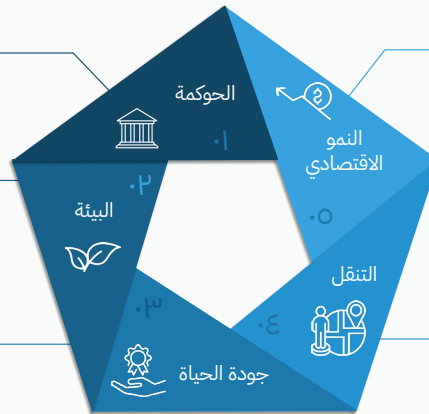 الحوكمة
٠١
البيئة
٠٢
جودة الحياة
٠٣
التنقل
٠٤
النمو
الاقتصادي
٠٥